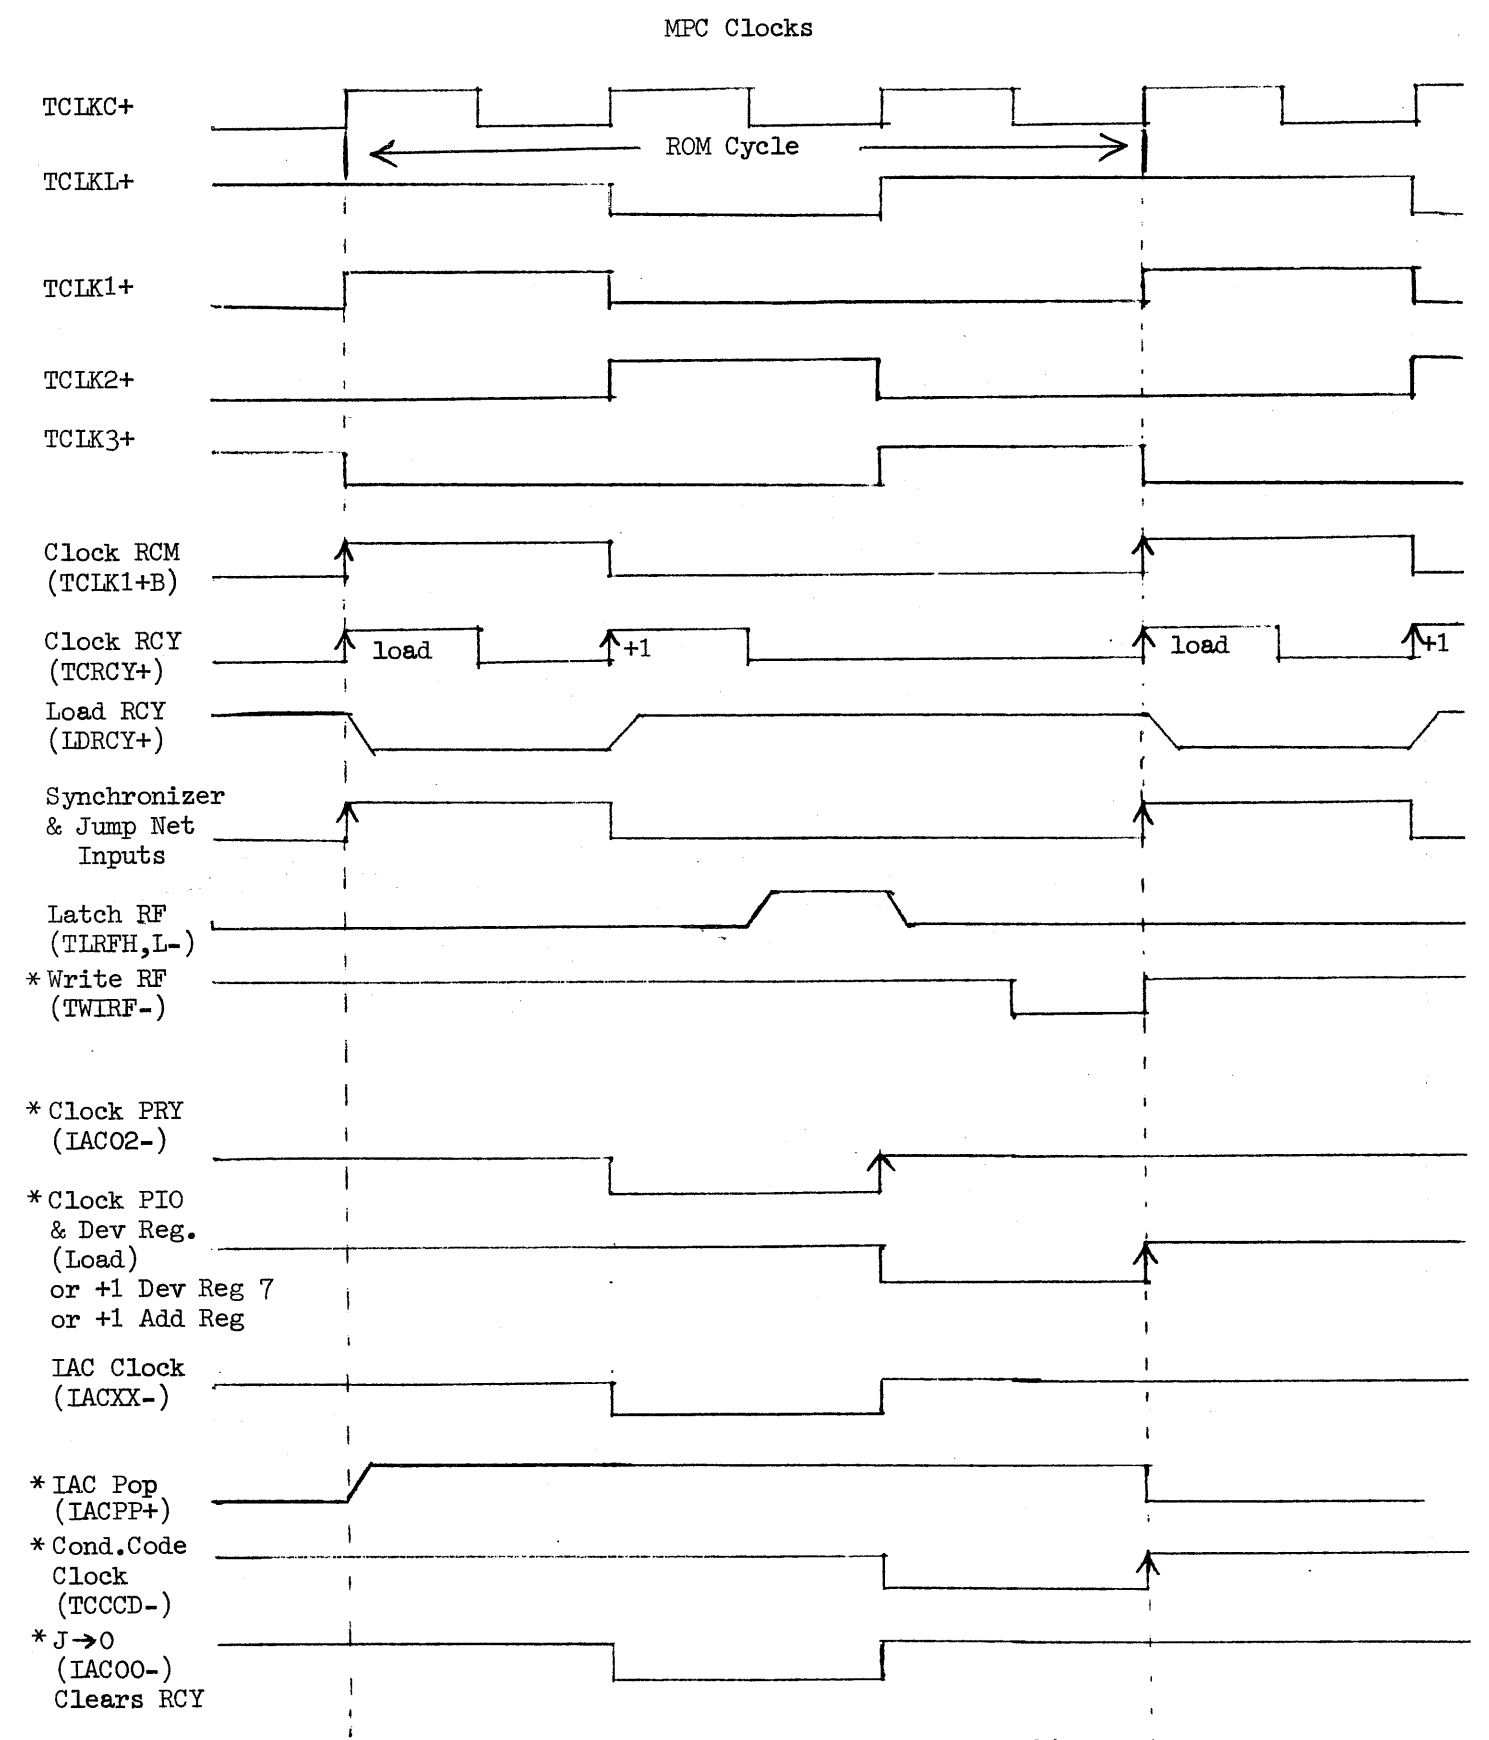 MPC Clocks
TCLKC+
ROM Cycle
TCLKL+
TCLK1+
TCLK2+
TCLK3+
Clock RCM
(TCLK1+B)
Clock RCY
(TCRCY+)
load
+1
load
+1
Load RCY
(LDRCY+)
Synchronizer
& Jump Net
Inputs
Latch RF
(TLRFH,L-)
*Write RF
(TWIRF-)
*Clock PRY
(IACO2-)
*Clock PIO
& Dev Reg.
(Load)
or +1 Dev Reg 7
or +1 Add Reg
IAC Clock
(IACXX-)
*IAC Pop
(IACPP+)
*Cond.Code
Clock
(TCCCD-)
*J→O
(IACOO-)
Clears RCY